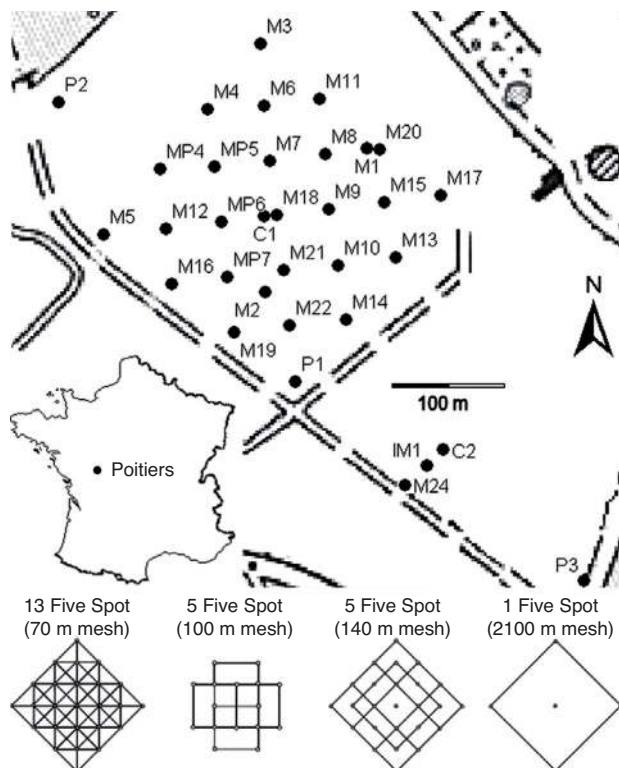 M3
P2
M4
M6
M11
MP4
MP5
M7
M8
M20
M1
M5
M12
MP6
M18
M9
M15
M17
C1
M16
MP7
M21
M10
M13
M2
M22
M14
M19
P1
N
100 m
IM1
C2
M24
P3
Poitiers
13 Five Spot
(70 m mesh)
5 Five Spot
(100 m mesh)
5 Five Spot
(140 m mesh)
1 Five Spot
(2100 m mesh)